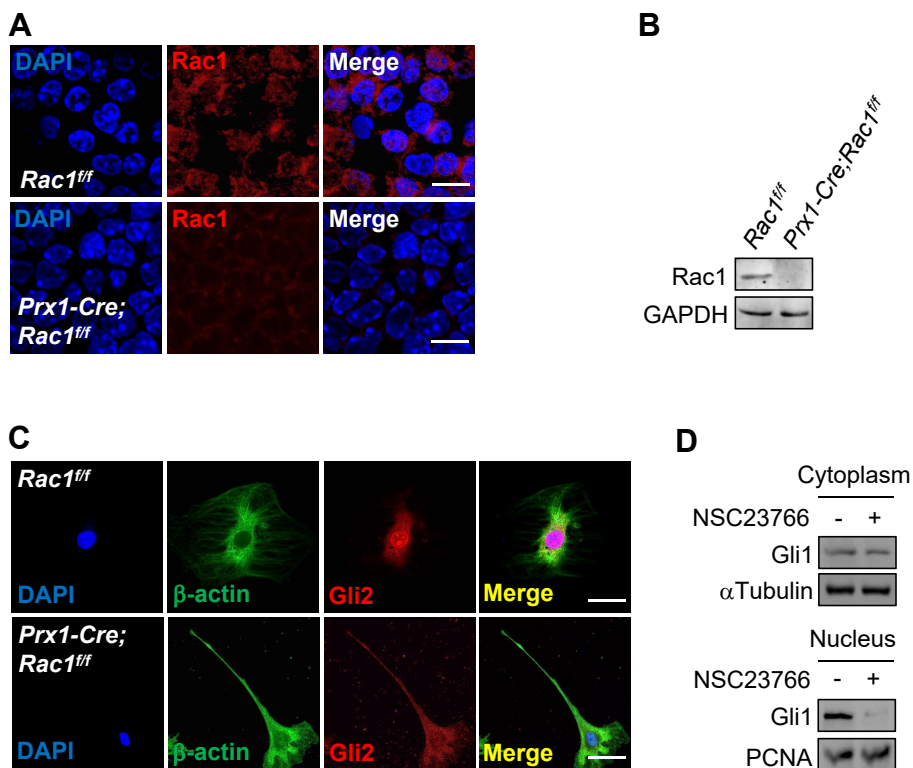 A
DAPI Rac1 Merge
Rac1f/f
DAPI Rac1 Merge
Prx1-Cre;
Rac1f/f
B
Rac1f/f Prx1-Cre;Rac1f/f
Rac1
GAPDH
C
Rac1f/f
DAPI β-actin Gli2 Merge
Prx1-Cre;
Rac1f/f
DAPI β-actin Gli2 Merge
D
Cytoplasm
NSC23766 - +
Gli1
αTubulin
Nucleus
NSC23766 - +
Gli1
PCNA